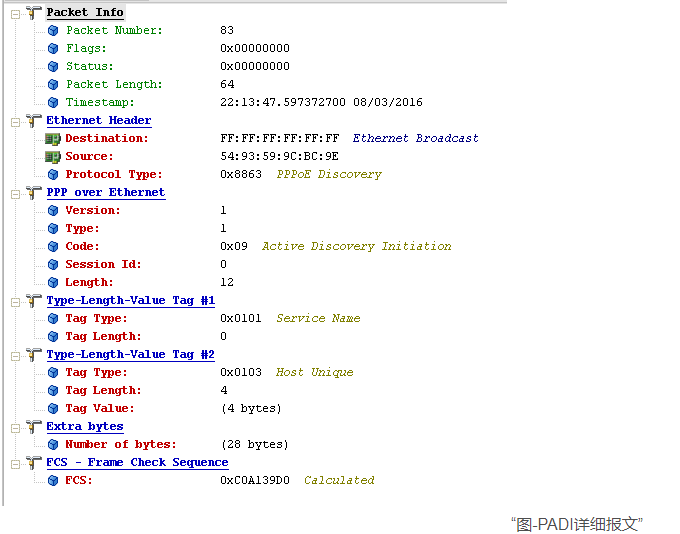 Packet Info
Packet Number: 83
Flags: 0x00000000
Status: 0x00000000
Packet Length: 64
Timestamp: 22:13:47.597372700 08/03/2016
Ethernet Header
Destination: FF:FF:FF:FF:FF:FF Ethernet Broadcast
Source: 54:93:59:9C:BC:9E
Protocol Type: 0x8863 PPPoE Discovery
PPP over Ethernet
Version: 1
Type: 1
Code: 0x09 Active Discovery Initiation
Session Id: 0
Length: 12
Type-Length-Value Tag #1
Tag Type: 0x0101 Service Name
Tag Length: 0
Type-Length-Value Tag #2
Tag Type: 0x0103 Host Unique
Tag Length: 4
Tag Value: (4 bytes)
Extra bytes
Number of bytes: (28 bytes)
FCS - Frame Check Sequence
FCS: 0xC0A139D0 Calculated
“图-PADI详细报文”